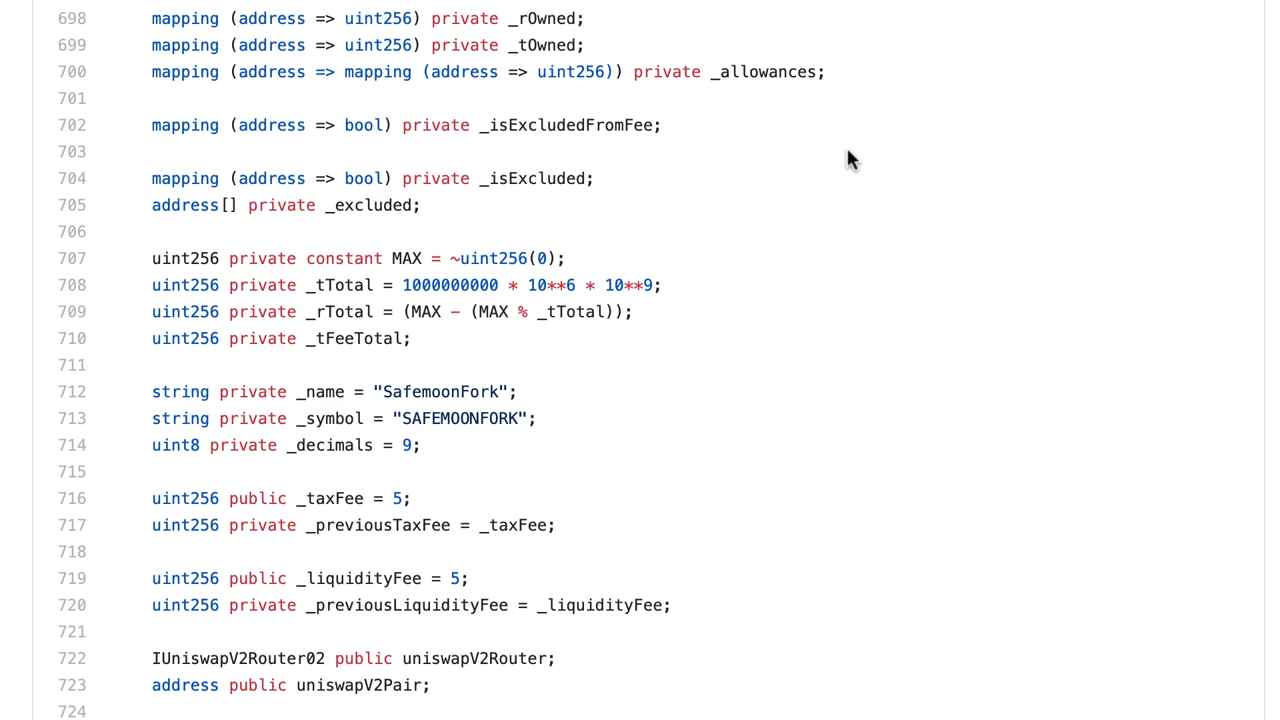 698 mapping (address => uint256) private _rOwned;
699 mapping (address => uint256) private _tOwned;
700 mapping (address => mapping (address => uint256)) private _allowances;
701
702 mapping (address => bool) private _isExcludedFromFee;
703
704 mapping (address => bool) private _isExcluded;
705 address[] private _excluded;
706
707 uint256 private constant MAX = ~uint256(0);
708 uint256 private _tTotal = 1000000000 * 10**6 * 10**9;
709 uint256 private _rTotal = (MAX - (MAX % _tTotal));
710 uint256 private _tFeeTotal;
711
712 string private _name = "SafemoonFork";
713 string private _symbol = "SAFEMOONFORK";
714 uint8 private _decimals = 9;
715
716 uint256 public _taxFee = 5;
717 uint256 private _previousTaxFee = _taxFee;
718
719 uint256 public _liquidityFee = 5;
720 uint256 private _previousLiquidityFee = _liquidityFee;
721
722 IUniswapV2Router02 public uniswapV2Router;
723 address public uniswapV2Pair;
724